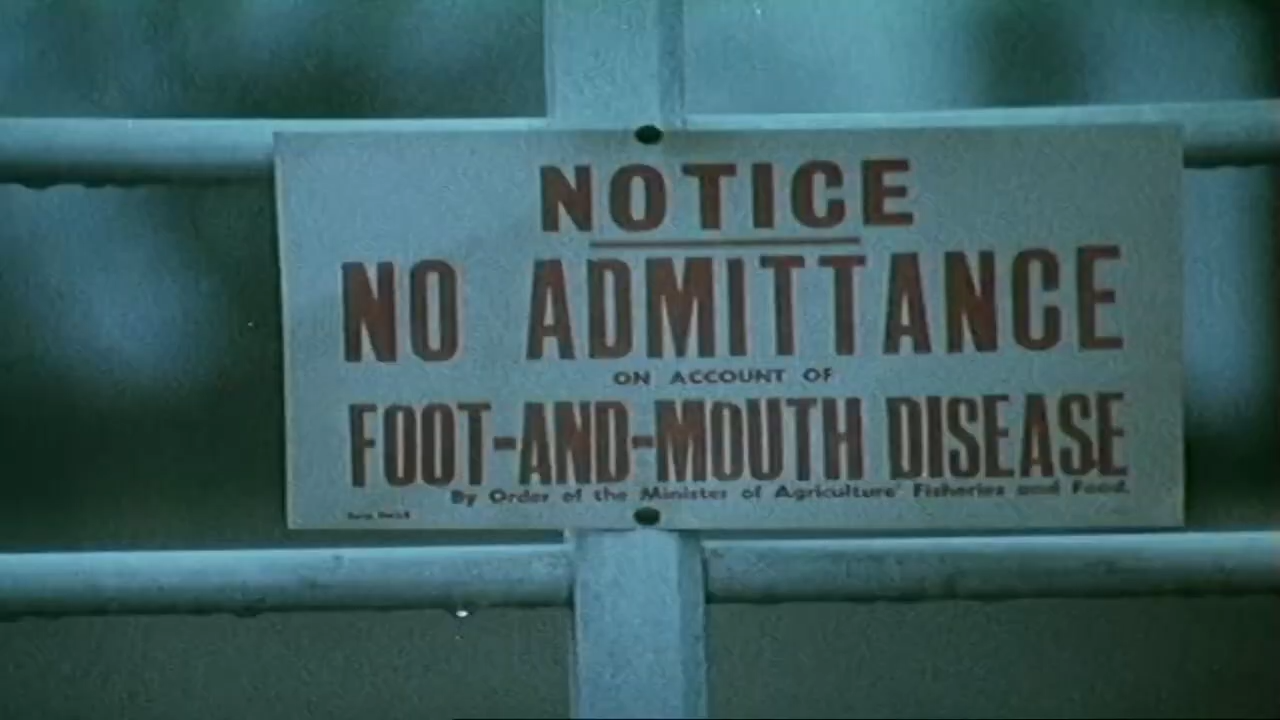 NOTICE
NO ADMITTANCE
ON ACCOUNT OF
FOOT-AND-MOUTH DISEASE
By Order of the Minister of Agriculture Fisheries and Food.